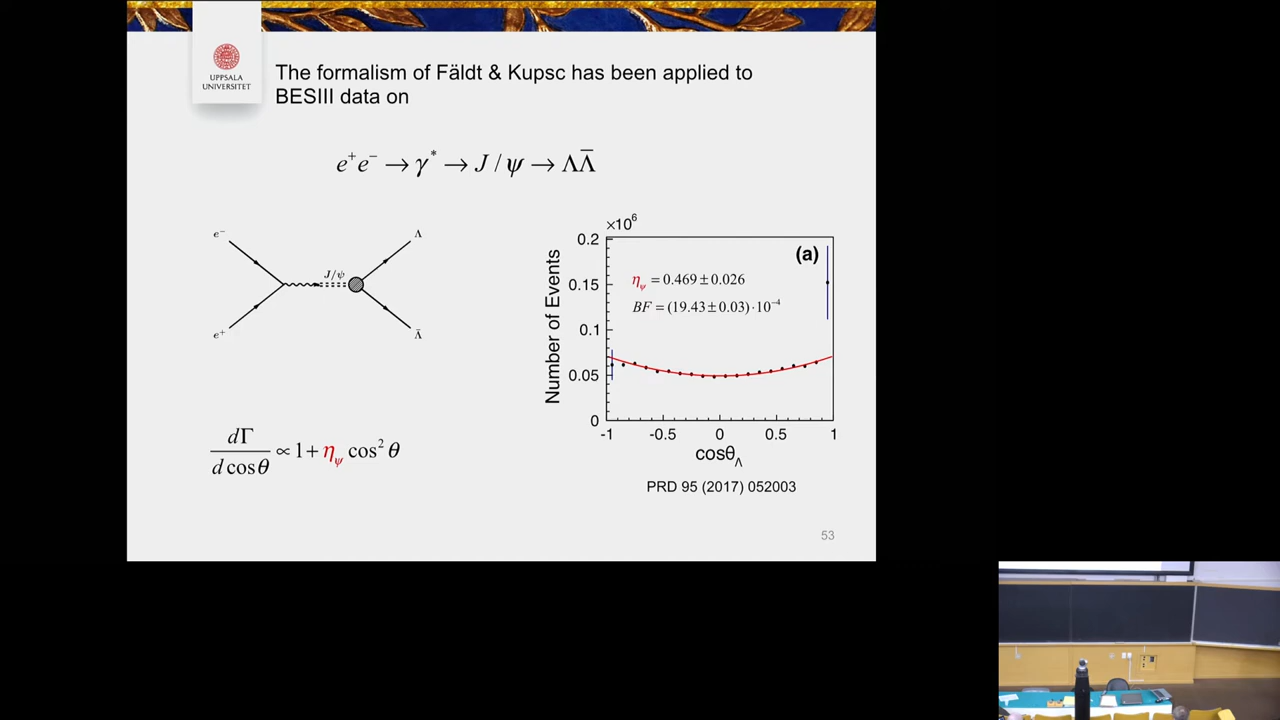 UPPSALA
UNIVERSITET
The formalism of Fäldt & Kupsc has been applied to
BESIII data on
e⁺e⁻ → γ* → J/ψ → ΛΛ̄
e⁻
Λ
J/ψ
e⁺
Λ̄
dΓ/dcosθ ∝ 1 + η_ψ cos² θ
×10⁶
(a)
η_ψ = 0.469 ± 0.026
BF = (19.43 ± 0.03)·10⁻⁴
Number of Events
0.2
0.15
0.1
0.05
0
-1 -0.5 0 0.5 1
cosθ_Λ
PRD 95 (2017) 052003
53